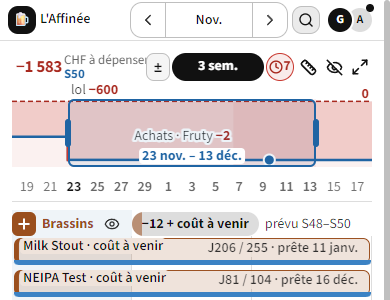 L'Affinée
Nov.
G A
−1 583 CHF à dépenser
S50
± 3 sem. 7
lol −600
0
Achats · Fruty −2
23 nov. – 13 déc.
19 21 23 25 27 29 1 3 5 7 9 11 13 15 17
+ Brassins −12 + coût à venir prévu S48–S50
Milk Stout · coût à venir J206 / 255 · prête 11 janv.
NEIPA Test · coût à venir J81 / 104 · prête 16 déc.